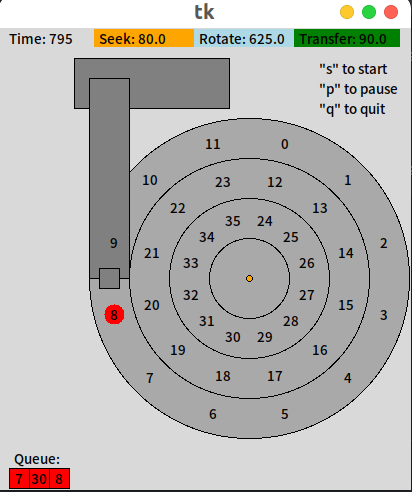 tk
Time: 795 Seek: 80.0 Rotate: 625.0 Transfer: 90.0
"s" to start
"p" to pause
"q" to quit
11 0
10 23 12 1
22 13
35 24
9 21 34 25 14 2
33 26
32 27
8 20 31 28 15 3
30 29
19 16
7 18 17 4
6 5
Queue:
7 30 8